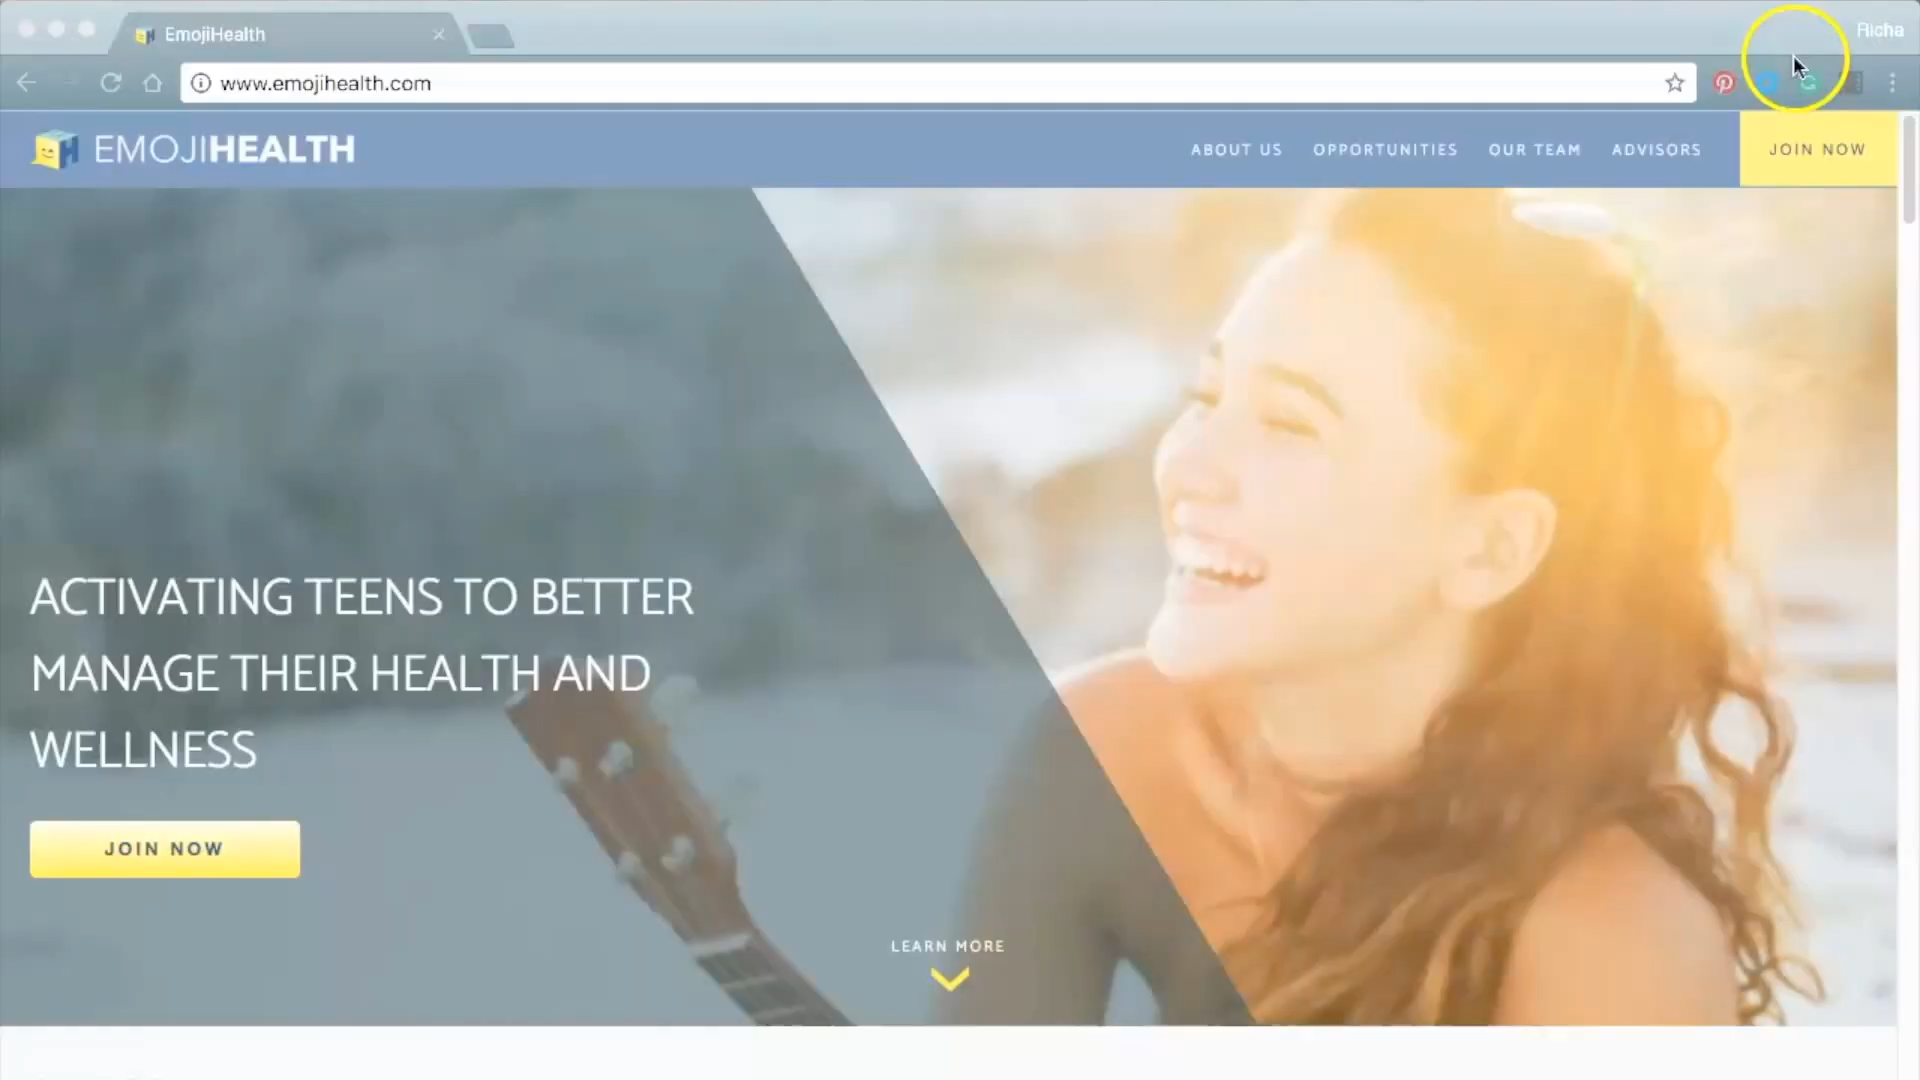 EmojiHealth
Richa
www.emojihealth.com
EMOJIHEALTH
ABOUT US
OPPORTUNITIES
OUR TEAM
ADVISORS
JOIN NOW
ACTIVATING TEENS TO BETTER
MANAGE THEIR HEALTH AND
WELLNESS
JOIN NOW
LEARN MORE